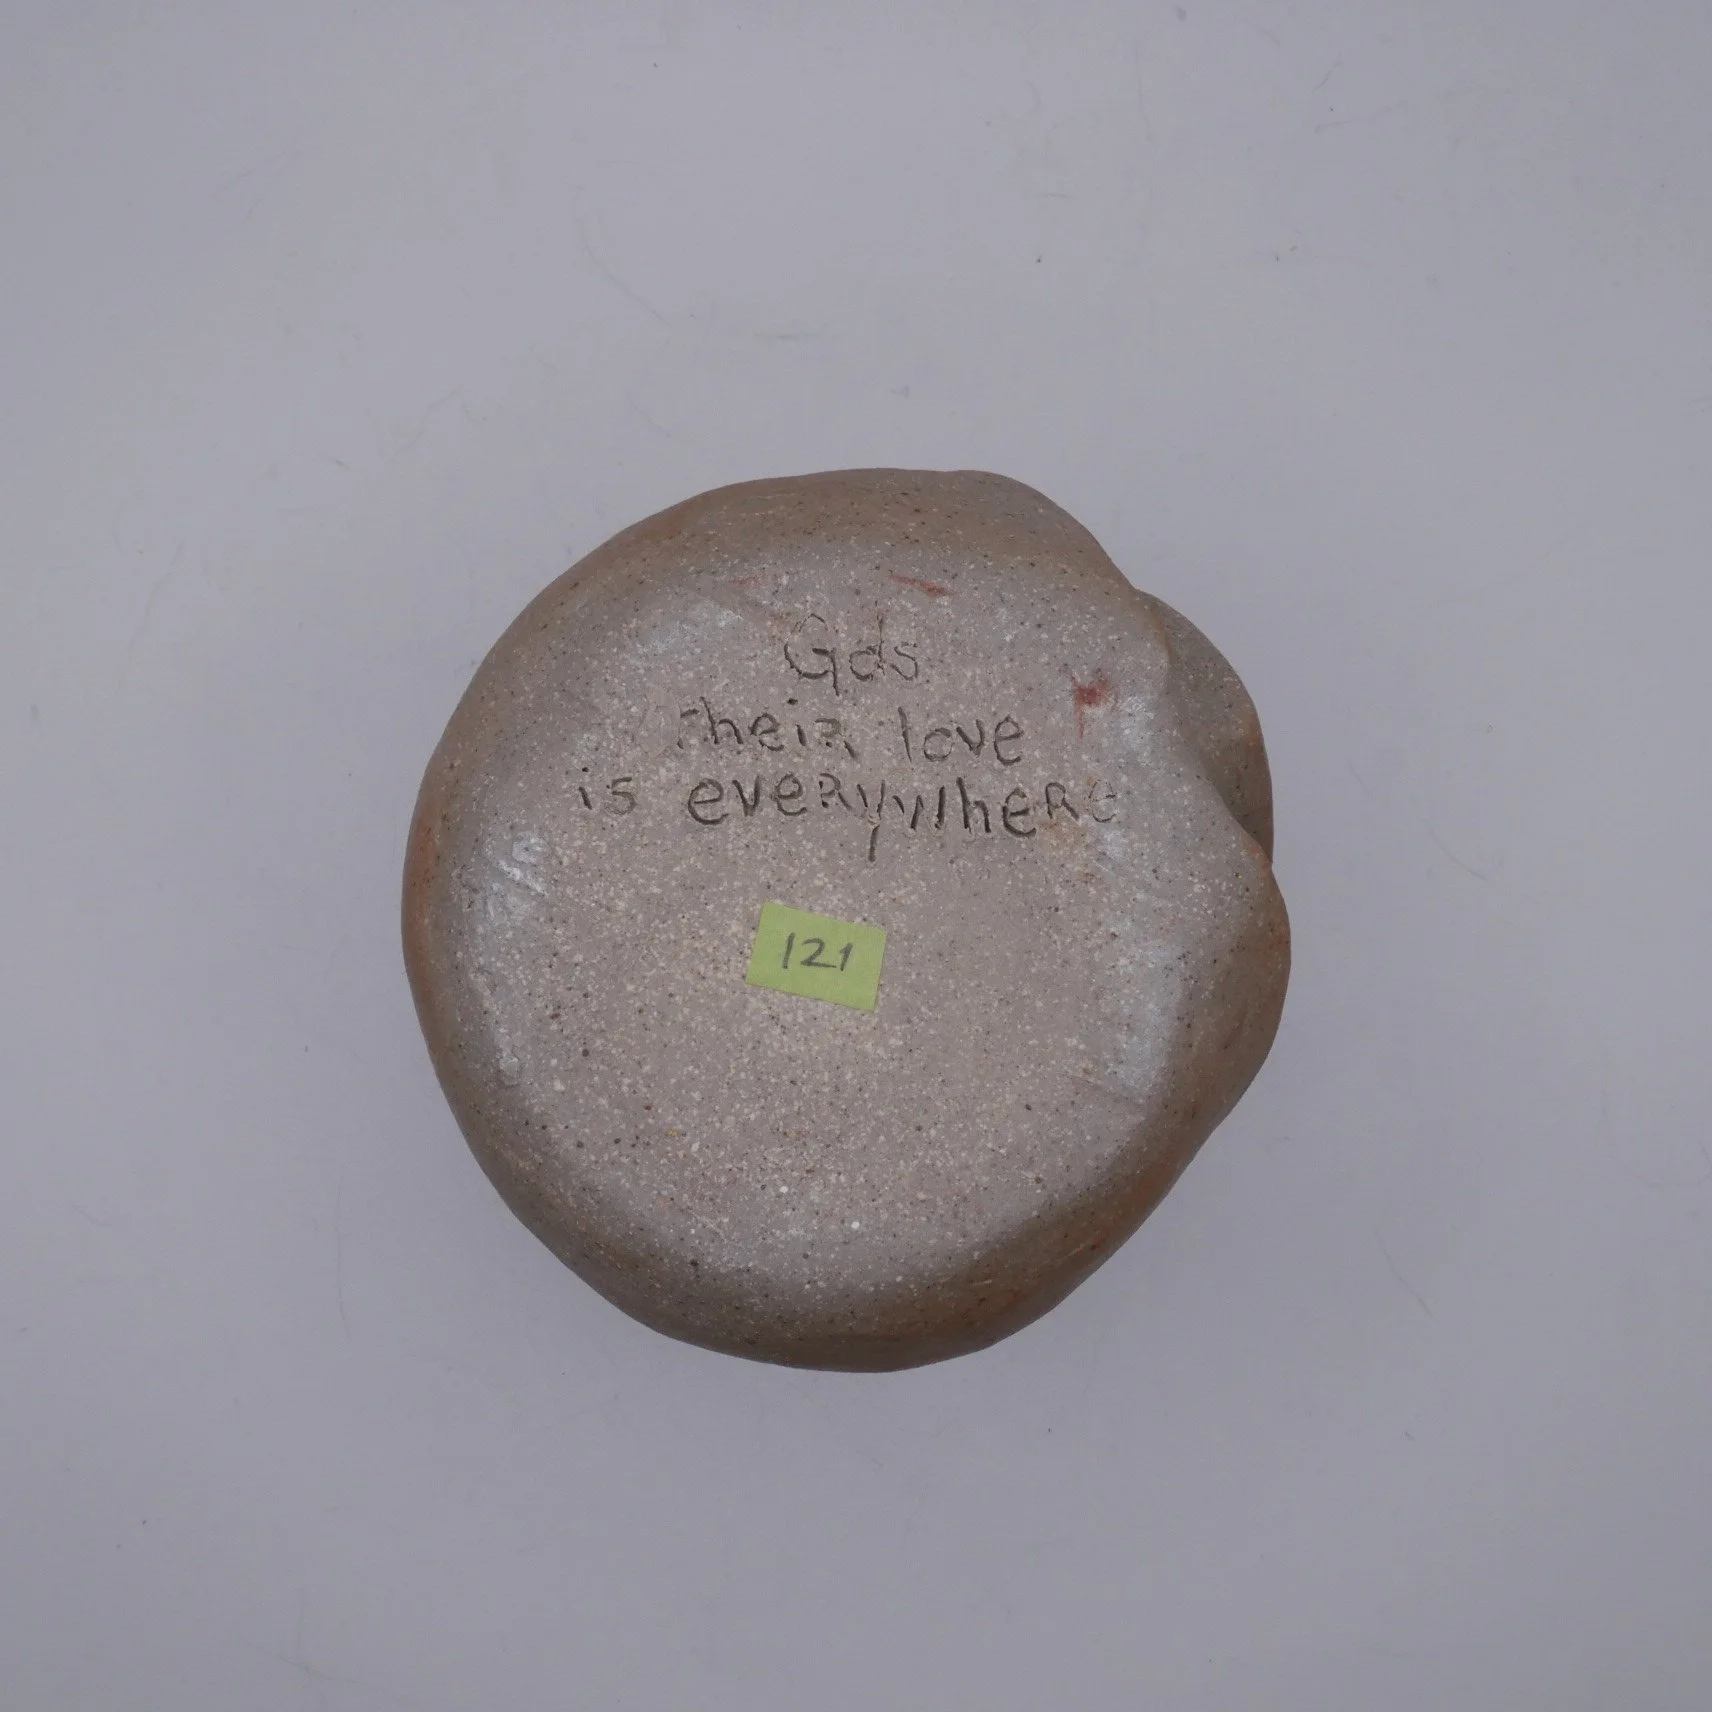 Gds
their love
is everywhere
121